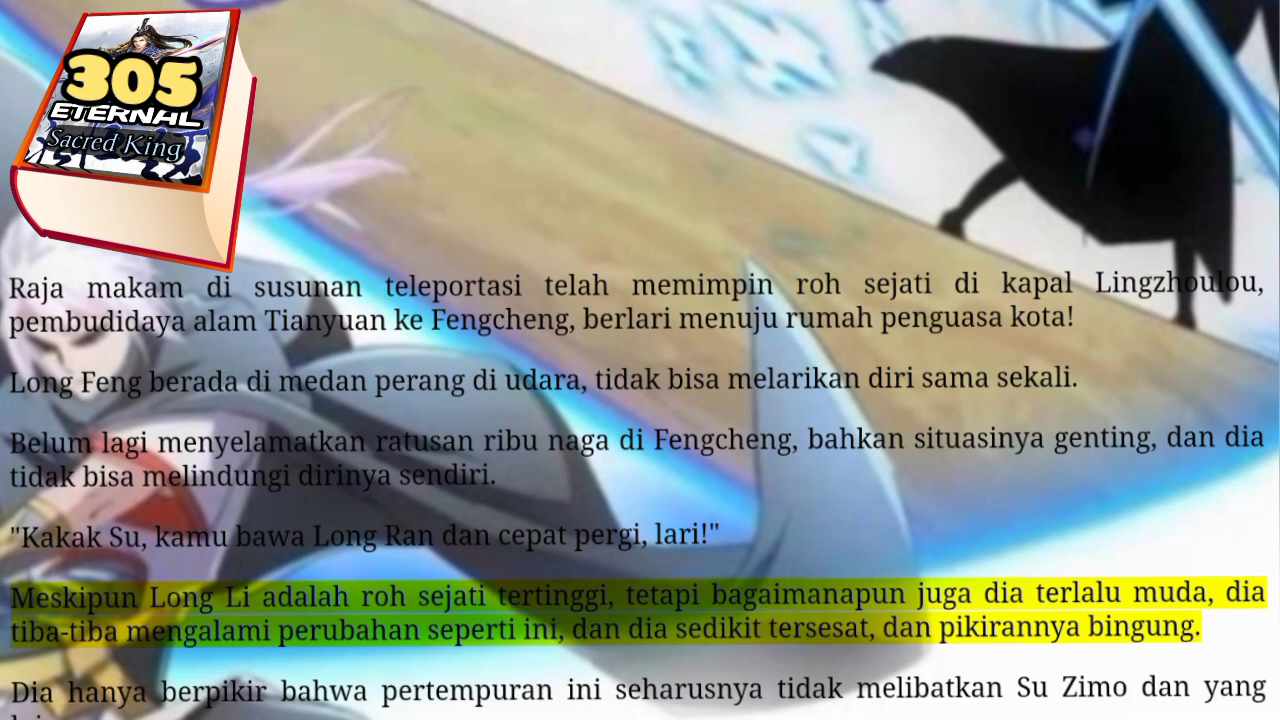 305
ETERNAL
Sacred King
Raja makam di susunan teleportasi telah memimpin roh sejati di kapal Lingzhoulou,
pembudidaya alam Tianyuan ke Fengcheng, berlari menuju rumah penguasa kota!
Long Feng berada di medan perang di udara, tidak bisa melarikan diri sama sekali.
Belum lagi menyelamatkan ratusan ribu naga di Fengcheng, bahkan situasinya genting, dan dia
tidak bisa melindungi dirinya sendiri.
"Kakak Su, kamu bawa Long Ran dan cepat pergi, lari!"
Meskipun Long Li adalah roh sejati tertinggi, tetapi bagaimanapun juga dia terlalu muda, dia
tiba-tiba mengalami perubahan seperti ini, dan dia sedikit tersesat, dan pikirannya bingung.
Dia hanya berpikir bahwa pertempuran ini seharusnya tidak melibatkan Su Zimo dan yang